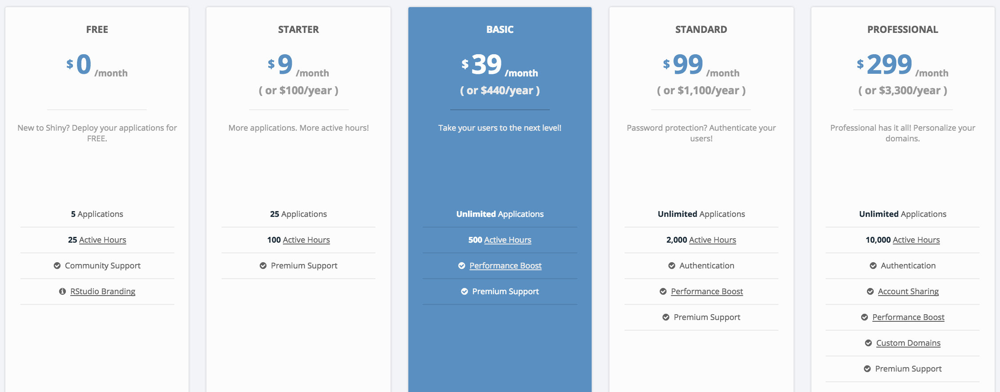 FREE
$ 0 /month
New to Shiny? Deploy your applications for
FREE.
5 Applications
25 Active Hours
Community Support
RStudio Branding
STARTER
$ 9 /month
( or $100/year )
More applications. More active hours!
25 Applications
100 Active Hours
Premium Support
BASIC
$ 39 /month
( or $440/year )
Take your users to the next level!
Unlimited Applications
500 Active Hours
Performance Boost
Premium Support
STANDARD
$ 99 /month
( or $1,100/year )
Password protection? Authenticate your
users!
Unlimited Applications
2,000 Active Hours
Authentication
Performance Boost
Premium Support
PROFESSIONAL
$ 299 /month
( or $3,300/year )
Professional has it all! Personalize your
domains.
Unlimited Applications
10,000 Active Hours
Authentication
Account Sharing
Performance Boost
Custom Domains
Premium Support